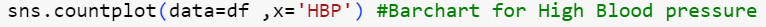 sns.countplot(data=df ,x='HBP') #Barchart for High Blood pressure